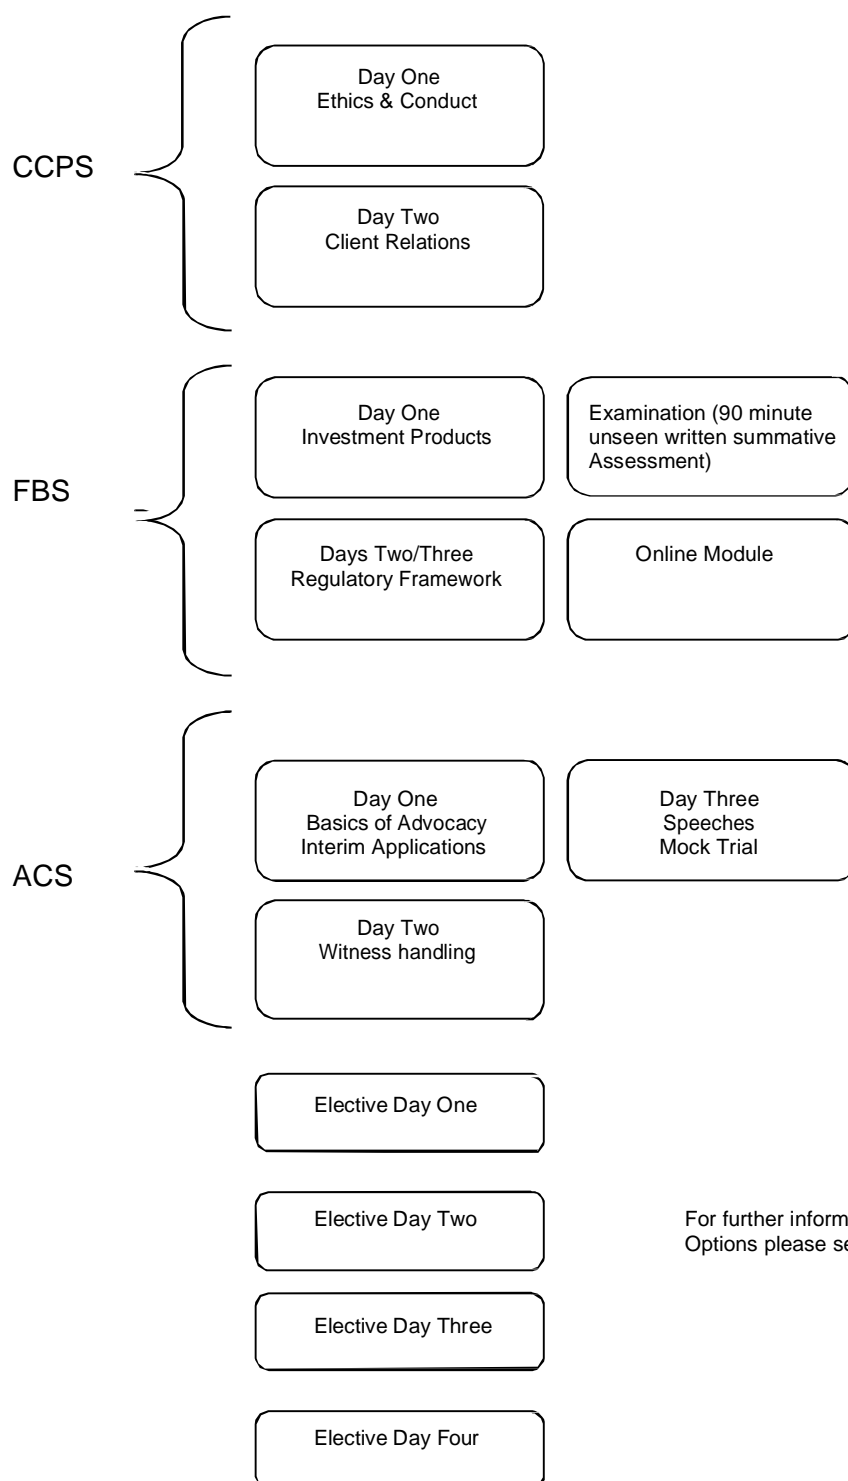 CCPS
Day One
Ethics & Conduct
Day Two
Client Relations
FBS
Day One
Investment Products
Examination (90 minute
unseen written summative
Assessment)
Days Two/Three
Regulatory Framework
Online Module
ACS
Day One
Basics of Advocacy
Interim Applications
Day Three
Speeches
Mock Trial
Day Two
Witness handling
Elective Day One
Elective Day Two
For further inform
Options please se
Elective Day Three
Elective Day Four